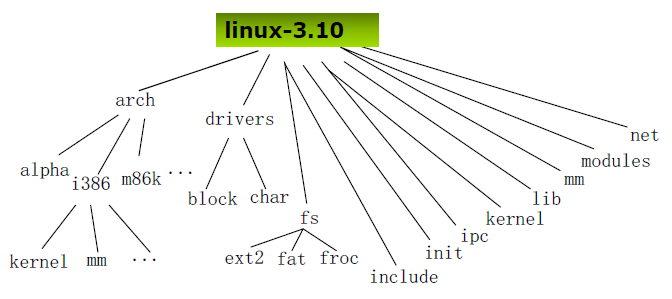 linux-3.10
arch
drivers
net
modules
alpha
i386
m86k
...
block
char
mm
lib
kernel
fs
ipc
init
kernel
mm
...
ext2
fat
froc
include